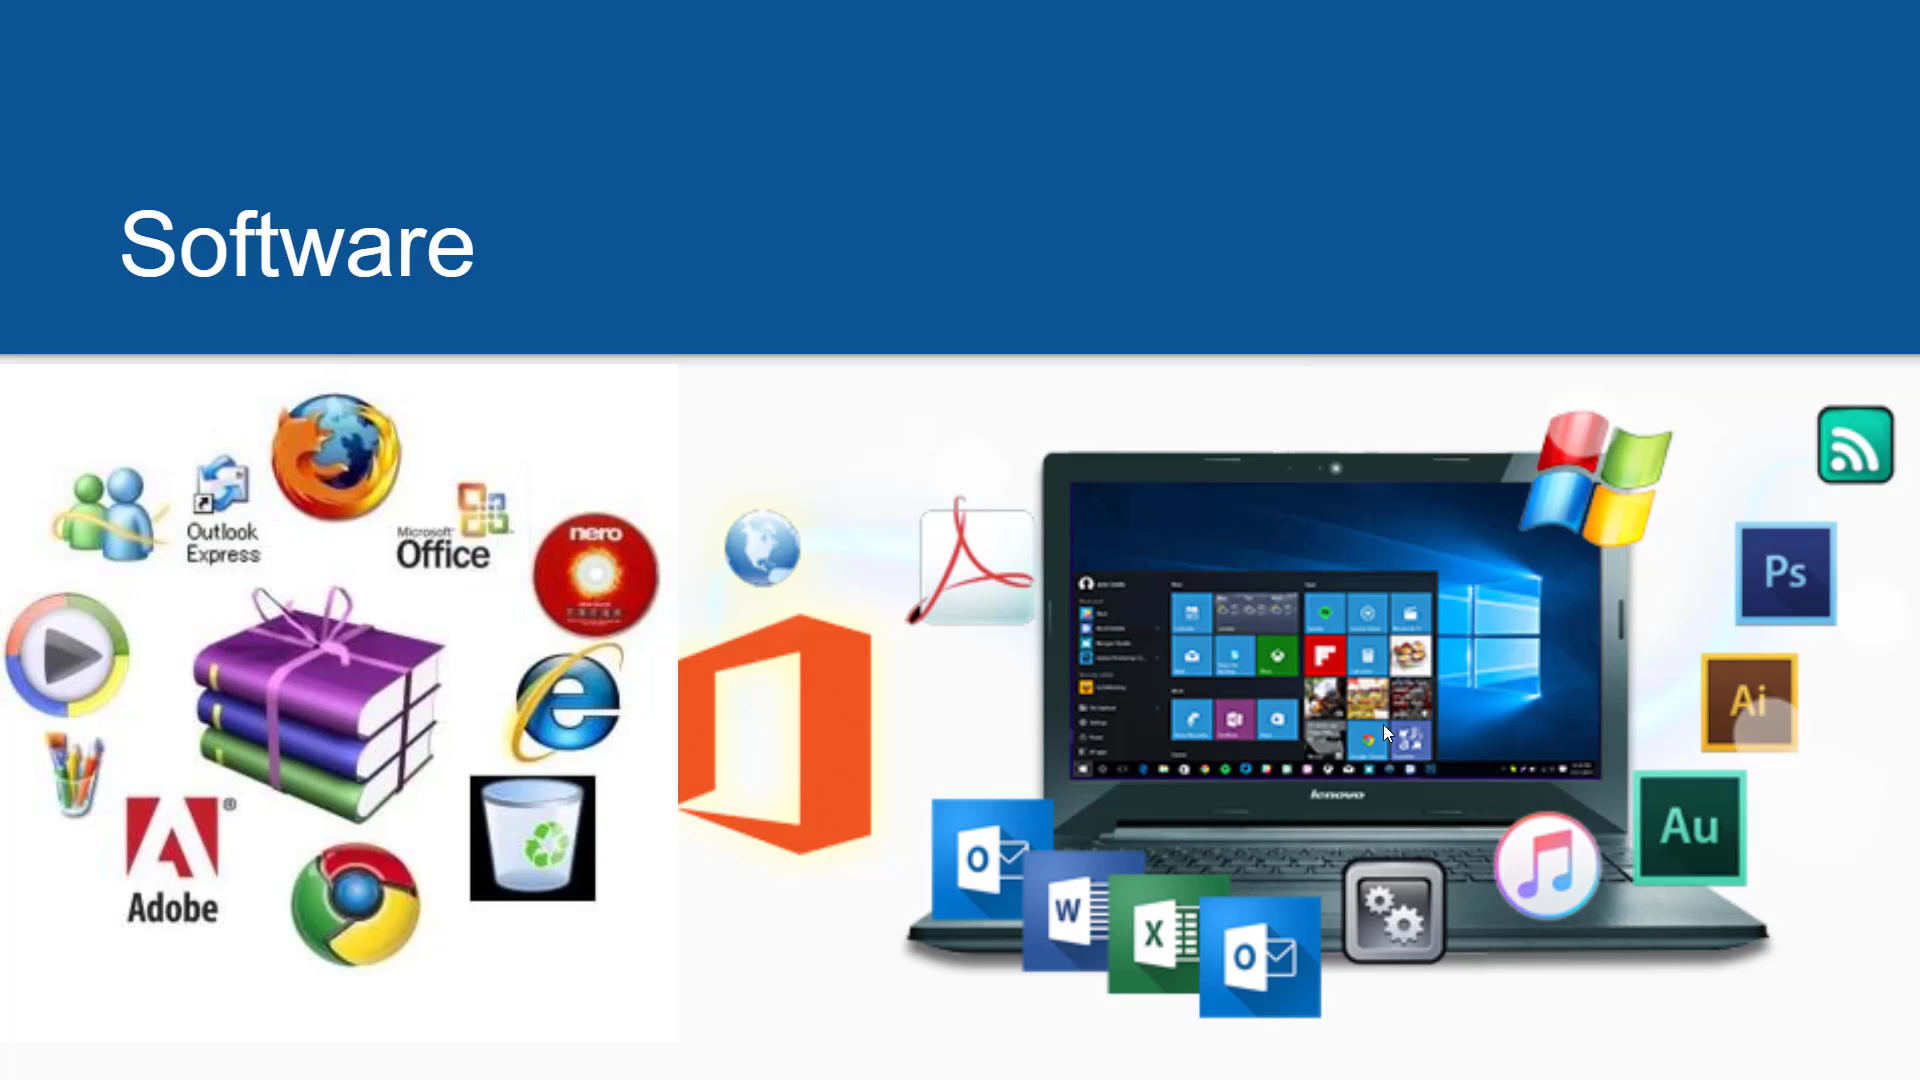 Software
Outlook
Express
Microsoft®
Office
nero
Adobe
®
lenovo
Ps
Ai
Au
O
W
X
O